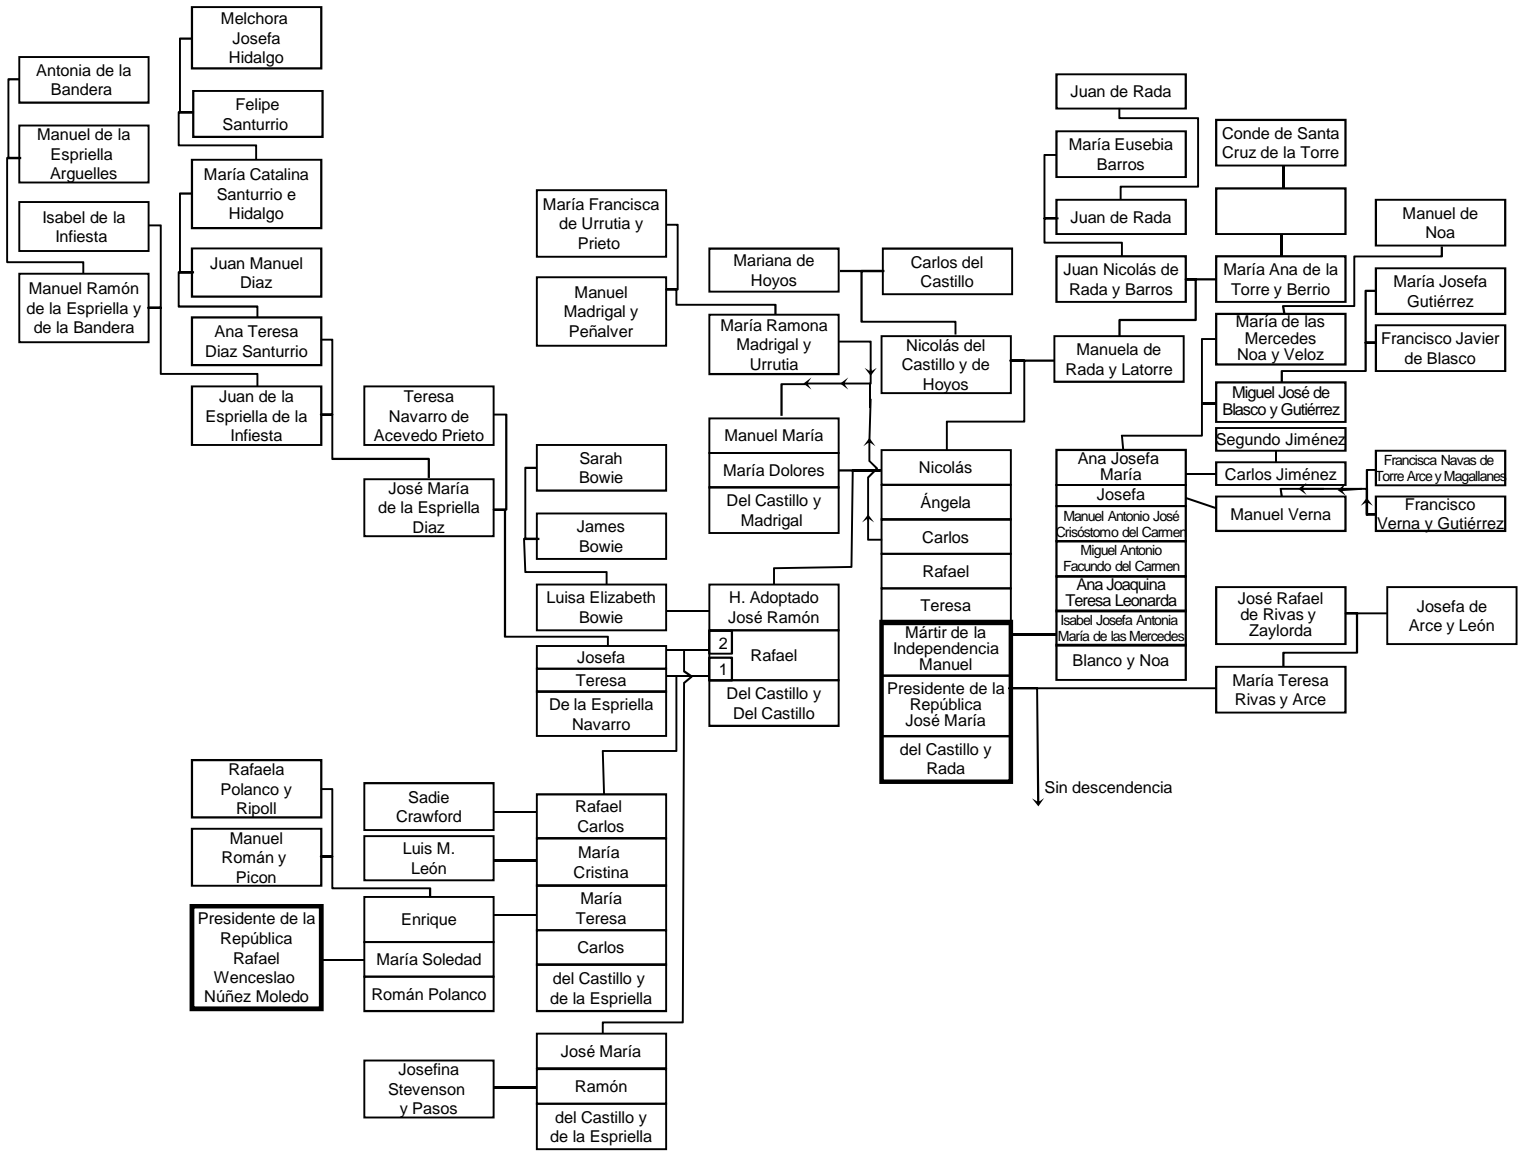 Melchora
Josefa
Hidalgo
Antonia de la
Bandera
Felipe
Santurrio
Manuel de la
Espriella
Arguelles
María Catalina
Santurrio e
Hidalgo
Isabel de la
Infiesta
Juan Manuel
Diaz
Manuel Ramón
de la Espriella y
de la Bandera
Ana Teresa
Diaz Santurrio
Juan de la
Espriella de la
Infiesta
Teresa
Navarro de
Acevedo Prieto
José María
de la Espriella
Diaz
María Francisca
de Urrutia y
Prieto
Manuel
Madrigal y
Peñalver
Sarah
Bowie
James
Bowie
Luisa Elizabeth
Bowie
Josefa
Teresa
De la Espriella
Navarro
Mariana de
Hoyos
Carlos del
Castillo
María Ramona
Madrigal y
Urrutia
Nicolás del
Castillo y de
Hoyos
Manuel María
María Dolores
Del Castillo y
Madrigal
H. Adoptado
José Ramón
2
Rafael
1
Del Castillo y
Del Castillo
Nicolás
Ángela
Carlos
Rafael
Teresa
Mártir de la
Independencia
Manuel
Presidente de la
República
José María
del Castillo y
Rada
Sin descendencia
Juan de Rada
María Eusebia
Barros
Juan de Rada
Juan Nicolás de
Rada y Barros
Manuela de
Rada y Latorre
Conde de Santa
Cruz de la Torre
María Ana de la
Torre y Berrio
Manuel de
Noa
María Josefa
Gutiérrez
Francisco Javier
de Blasco
María de las
Mercedes
Noa y Veloz
Miguel José de
Blasco y Gutiérrez
Segundo Jiménez
Carlos Jiménez
Manuel Verna
Francisca Navas de
Torre Arce y Magallanes
Francisco
Verna y Gutiérrez
Ana Josefa
María
Josefa
Manuel Antonio José
Crisóstomo del Carmen
Miguel Antonio
Facundo del Carmen
Ana Joaquina
Teresa Leonarda
Isabel Josefa Antonia
María de las Mercedes
Blanco y Noa
José Rafael
de Rivas y
Zaylorda
Josefa de
Arce y León
María Teresa
Rivas y Arce
Rafaela
Polanco y
Ripoll
Manuel
Román y
Picon
Presidente de la
República
Rafael
Wenceslao
Núñez Moledo
Sadie
Crawford
Luis M.
León
Enrique
María Soledad
Román Polanco
Rafael
Carlos
María
Cristina
María
Teresa
Carlos
del Castillo y
de la Espriella
José María
Ramón
del Castillo y
de la Espriella
Josefina
Stevenson
y Pasos